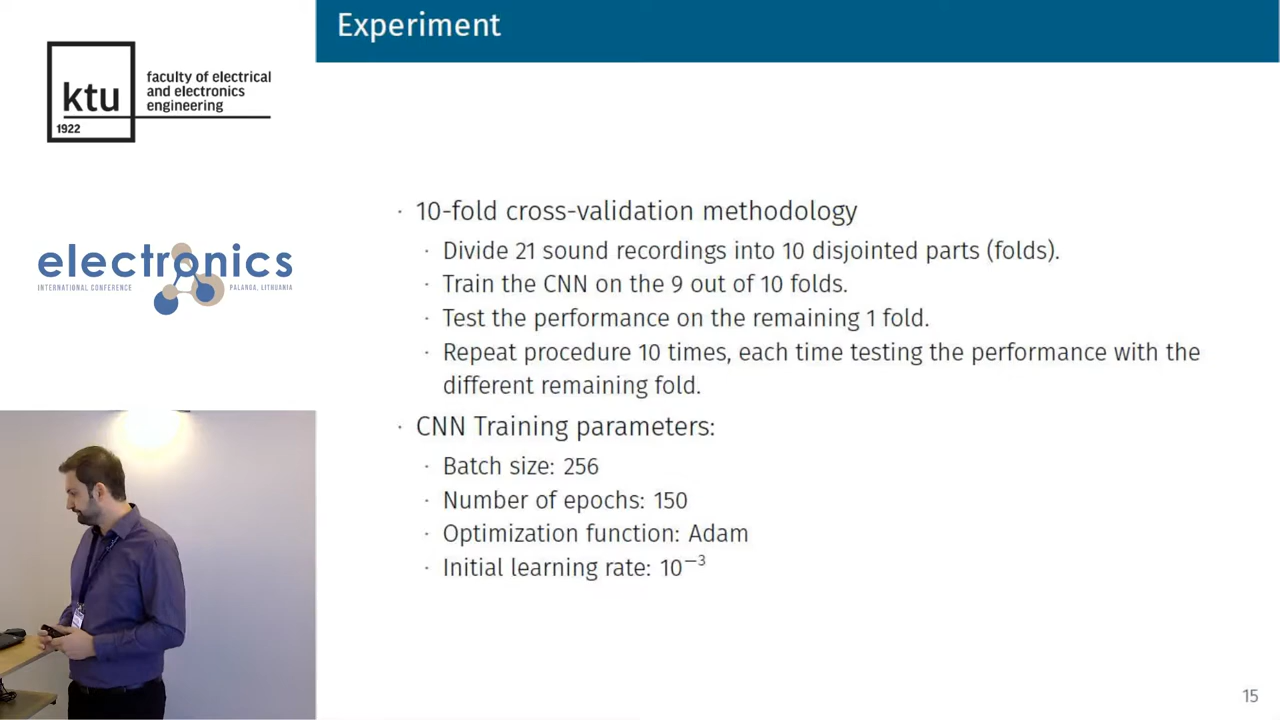 Experiment
ktu
1922
faculty of electrical
and electronics
engineering
electronics
INTERNATIONAL CONFERENCE
PALANGA, LITHUANIA
· 10-fold cross-validation methodology
· Divide 21 sound recordings into 10 disjointed parts (folds).
· Train the CNN on the 9 out of 10 folds.
· Test the performance on the remaining 1 fold.
· Repeat procedure 10 times, each time testing the performance with the
different remaining fold.
· CNN Training parameters:
· Batch size: 256
· Number of epochs: 150
· Optimization function: Adam
· Initial learning rate: 10⁻³
15